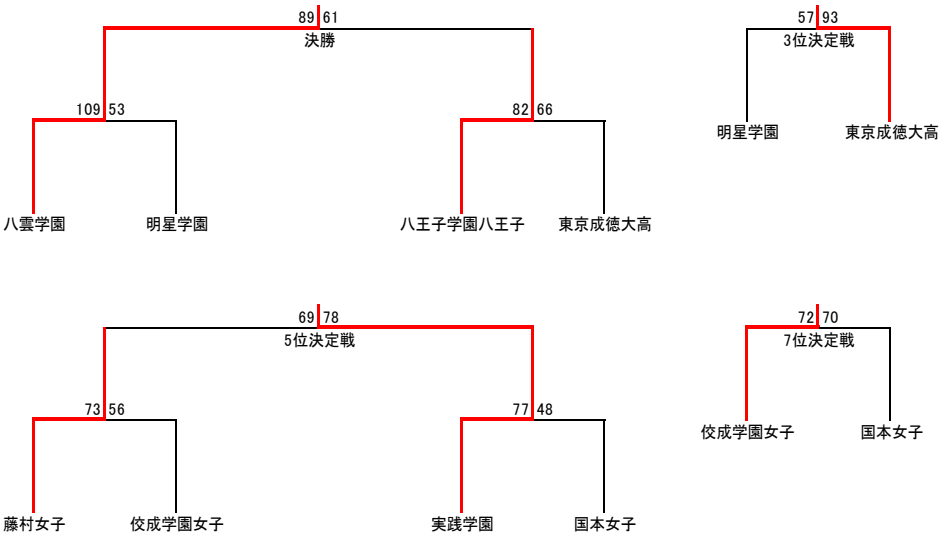 89 61
決勝
109 53
82 66
八雲学園
明星学園
八王子学園八王子
東京成徳大高
57 93
3位決定戦
明星学園
東京成徳大高
69 78
5位決定戦
73 56
77 48
藤村女子
佼成学園女子
実践学園
国本女子
72 70
7位決定戦
佼成学園女子
国本女子